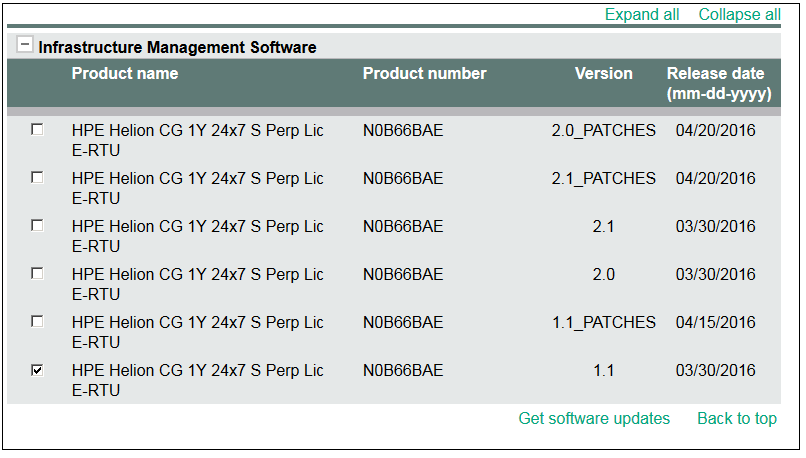 Expand all Collapse all
Infrastructure Management Software
Product name Product number Version Release date
(mm-dd-yyyy)
HPE Helion CG 1Y 24x7 S Perp Lic N0B66BAE 2.0_PATCHES 04/20/2016
E-RTU
HPE Helion CG 1Y 24x7 S Perp Lic N0B66BAE 2.1_PATCHES 04/20/2016
E-RTU
HPE Helion CG 1Y 24x7 S Perp Lic N0B66BAE 2.1 03/30/2016
E-RTU
HPE Helion CG 1Y 24x7 S Perp Lic N0B66BAE 2.0 03/30/2016
E-RTU
HPE Helion CG 1Y 24x7 S Perp Lic N0B66BAE 1.1_PATCHES 04/15/2016
E-RTU
HPE Helion CG 1Y 24x7 S Perp Lic N0B66BAE 1.1 03/30/2016
E-RTU
Get software updates Back to top